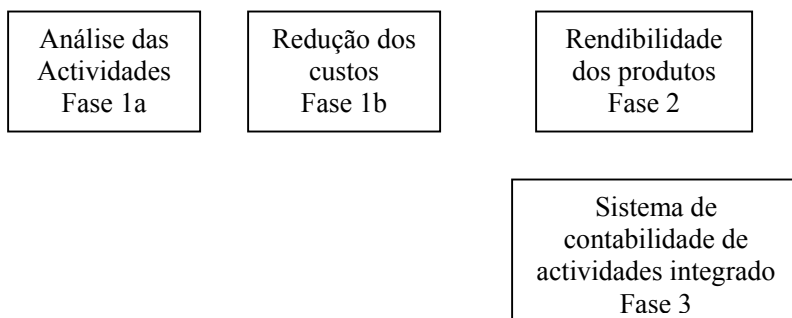 Análise das
Actividades
Fase 1a
Redução dos
custos
Fase 1b
Rendibilidade
dos produtos
Fase 2
Sistema de
contabilidade de
actividades integrado
Fase 3